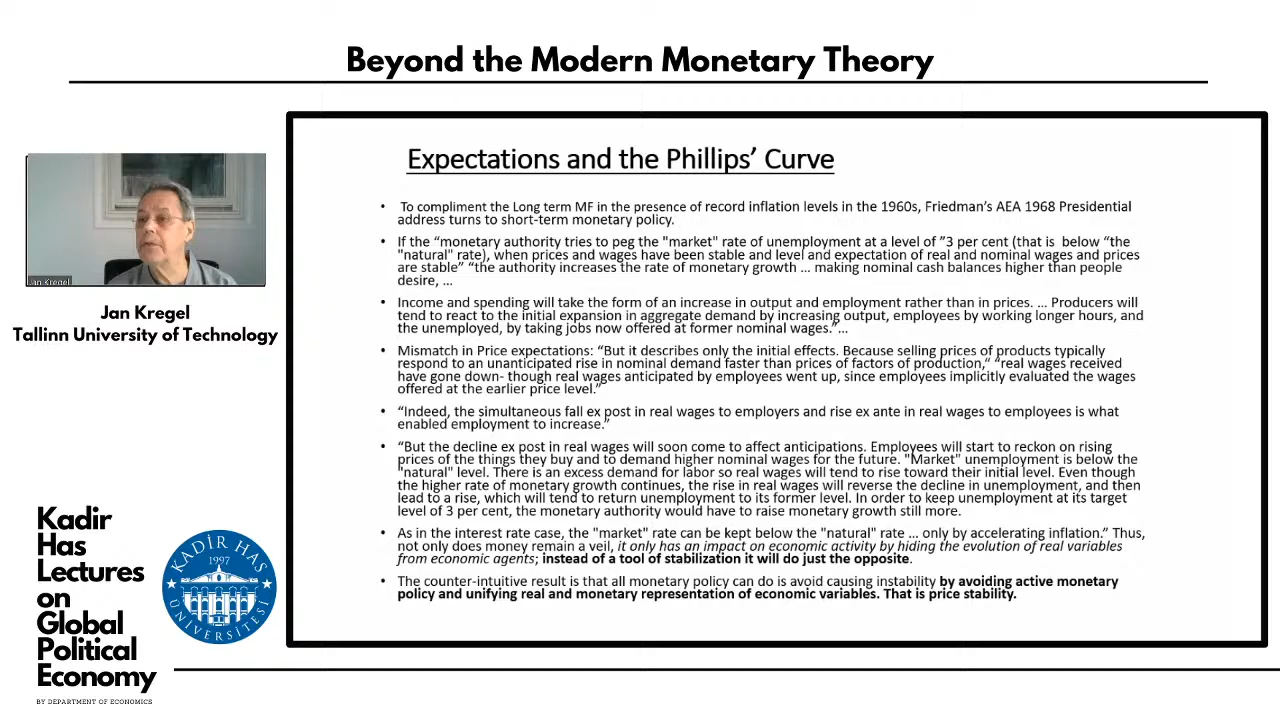 Beyond the Modern Monetary Theory
Jan Kregel
Jan Kregel
Tallinn University of Technology
Expectations and the Phillips' Curve
• To compliment the Long term MF in the presence of record inflation levels in the 1960s, Friedman's AEA 1968 Presidential
address turns to short-term monetary policy.
• If the “monetary authority tries to peg the "market" rate of unemployment at a level of ”3 per cent (that is below “the
"natural" rate), when prices and wages have been stable and level and expectation of real and nominal wages and prices
are stable” “the authority increases the rate of monetary growth … making nominal cash balances higher than people
desire, …
• Income and spending will take the form of an increase in output and employment rather than in prices. … Producers will
tend to react to the initial expansion in aggregate demand by increasing output, employees by working longer hours, and
the unemployed, by taking jobs now offered at former nominal wages.”…
• Mismatch in Price expectations: “But it describes only the initial effects. Because selling prices of products typically
respond to an unanticipated rise in nominal demand faster than prices of factors of production,” “real wages received
have gone down- though real wages anticipated by employees went up, since employees implicitly evaluated the wages
offered at the earlier price level.”
• “Indeed, the simultaneous fall ex post in real wages to employers and rise ex ante in real wages to employees is what
enabled employment to increase.”
• “But the decline ex post in real wages will soon come to affect anticipations. Employees will start to reckon on rising
prices of the things they buy and to demand higher nominal wages for the future. "Market" unemployment is below the
"natural" level. There is an excess demand for labor so real wages will tend to rise toward their initial level. Even though
the higher rate of monetary growth continues, the rise in real wages will reverse the decline in unemployment, and then
lead to a rise, which will tend to return unemployment to its former level. In order to keep unemployment at its target
level of 3 per cent, the monetary authority would have to raise monetary growth still more.
• As in the interest rate case, the "market" rate can be kept below the "natural" rate … only by accelerating inflation.” Thus,
not only does money remain a veil, it only has an impact on economic activity by hiding the evolution of real variables
from economic agents; instead of a tool of stabilization it will do just the opposite.
• The counter-intuitive result is that all monetary policy can do is avoid causing instability by avoiding active monetary
policy and unifying real and monetary representation of economic variables. That is price stability.
Kadir
Has
Lectures
on
Global
Political
Economy
BY DEPARTMENT OF ECONOMICS
KADİR HAS
1997
ÜNİVERSİTESİ